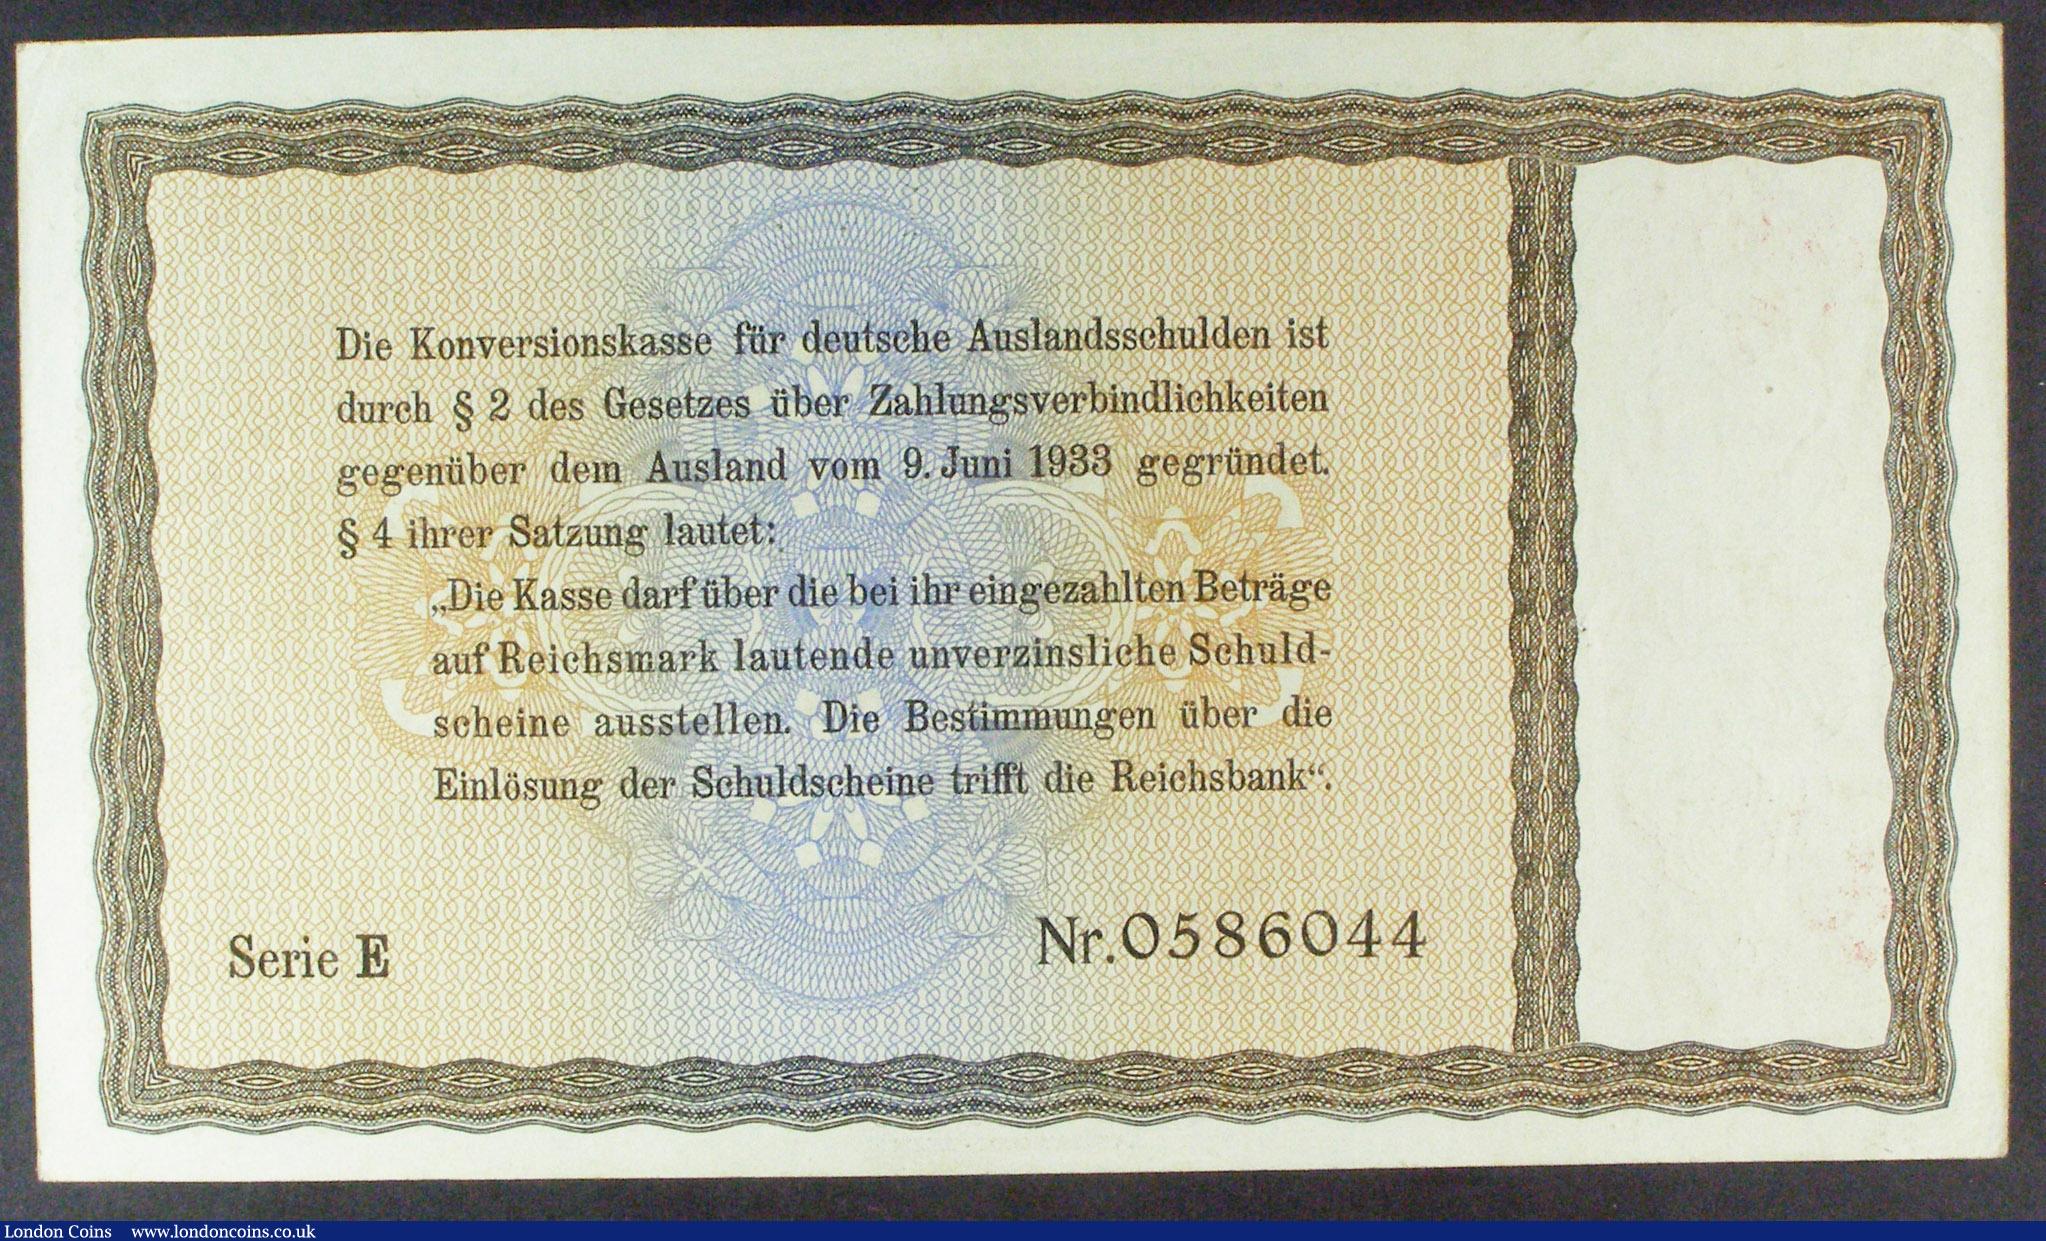 Die Konversionskasse für deutsche Auslandsschulden ist
durch § 2 des Gesetzes über Zahlungsverbindlichkeiten
gegenüber dem Ausland vom 9. Juni 1933 gegründet.
§ 4 ihrer Satzung lautet:
„Die Kasse darf über die bei ihr eingezahlten Beträge
auf Reichsmark lautende unverzinsliche Schuld-
scheine ausstellen. Die Bestimmungen über die
Einlösung der Schuldscheine trifft die Reichsbank“.
Serie E
Nr. 0586044
London Coins www.londoncoins.co.uk